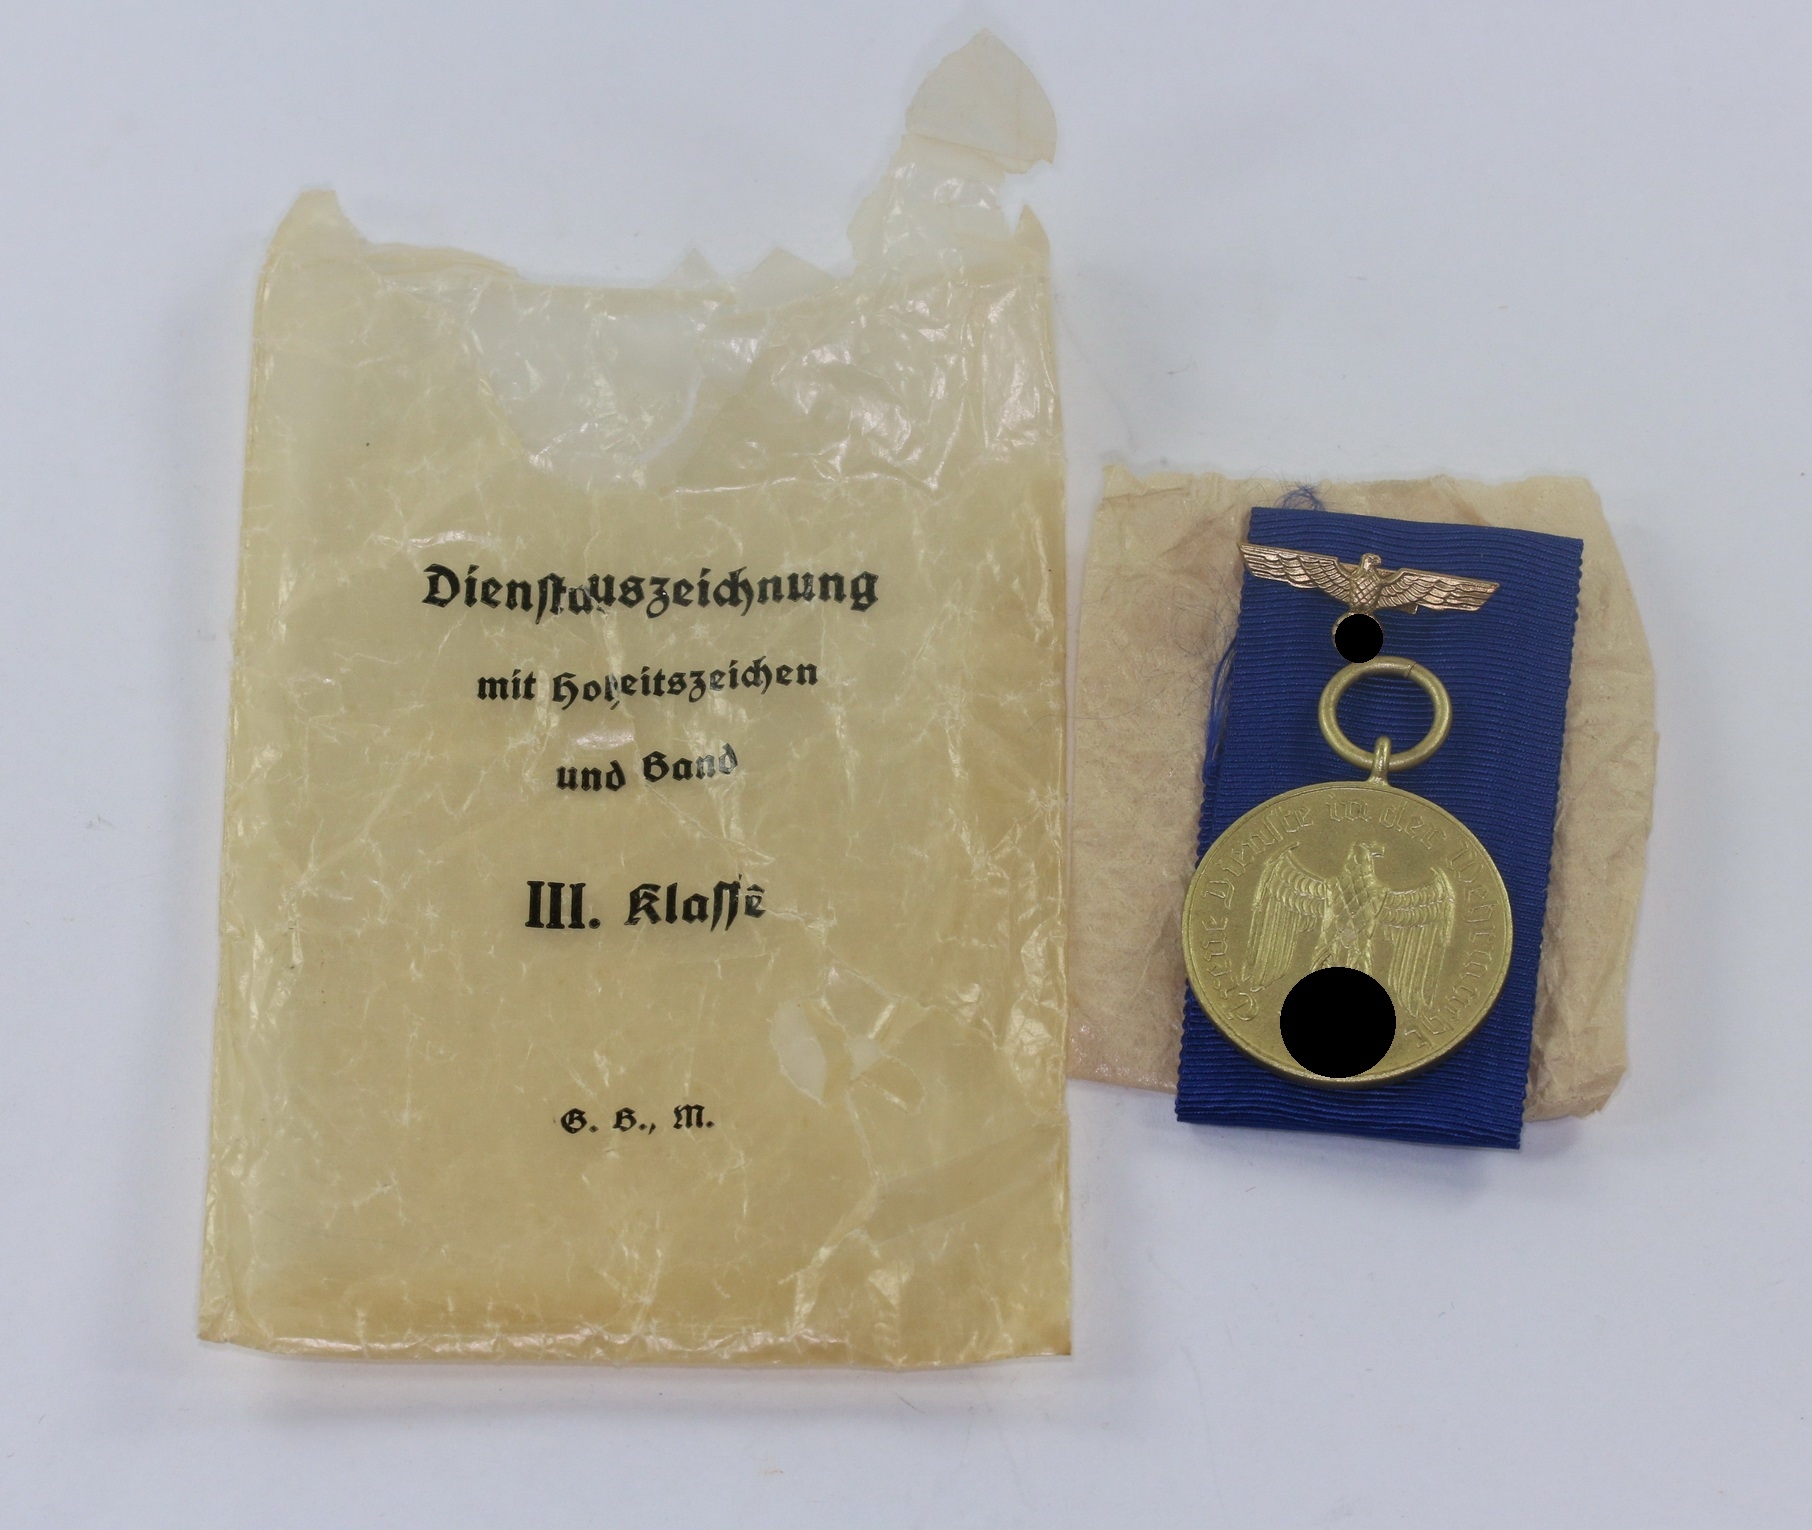 Dienstauszeichnung
mit Hoheitszeichen
und Band
III. Klasse
G. B., M.
Treue Dienste in der Wehrmacht